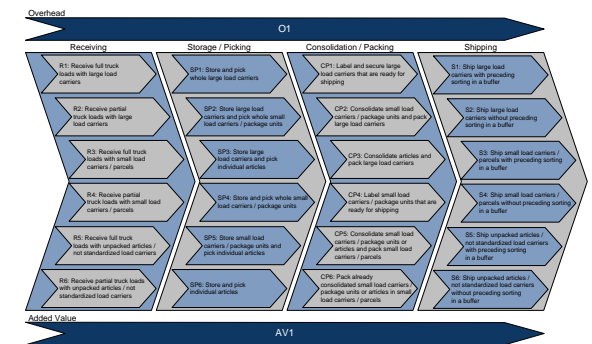 Overhead
O1
Receiving
Storage / Picking
Consolidation / Packing
Shipping
R1: Receive full truck
loads with large load
carriers
R2: Receive partial
truck loads with large
load carriers
R3: Receive full truck
loads with small load
carriers / parcels
R4: Receive partial
truck loads with small load
carriers / parcels
R5: Receive full truck
loads with unpacked articles /
not standardized load carriers
R6: Receive partial truck loads
with unpacked articles / not
standardized load carriers
SP1: Store and pick
whole large load carriers
SP2: Store large load
carriers and pick whole small
load carriers / package units
SP3: Store large
load carriers and pick
individual articles
SP4: Store and pick whole small
load carriers / package units
SP5: Store small load
carriers / package units and
pick individual articles
SP6: Store and pick
individual articles
CP1: Label and secure large
load carriers that are ready for
shipping
CP2: Consolidate small load
carriers / package units and pack
large load carriers
CP3: Consolidate articles and
pack large load carriers
CP4: Label small load
carriers / package units that are
ready for shipping
CP5: Consolidate small load
carriers / package units or
articles and pack small load
carriers / parcels
CP6: Pack already
consolidated small load carriers /
package units or articles in small
load carriers / parcels
S1: Ship large load
carriers with preceding
sorting in a buffer
S2: Ship large load
carriers without preceding
sorting in a buffer
S3: Ship small load carriers /
parcels with preceding sorting
in a buffer
S4: Ship small load carriers /
parcels without preceding sorting
in a buffer
S5: Ship unpacked articles /
not standardized load carriers
with preceding sorting in
a buffer
S6: Ship unpacked articles /
not standardized load carriers
without preceding sorting
in a buffer
Added Value
AV1